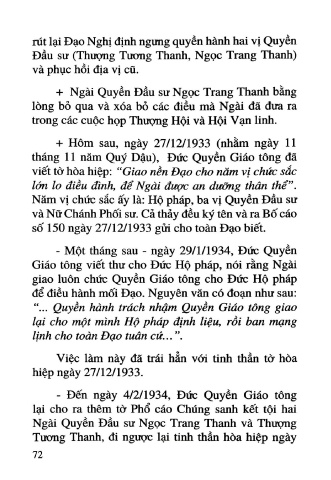 rút lại Đạo Nghị định ngưng quyền hành hai vị Quyền
Đầu sư (Thượng Tương Thanh, Ngọc Trang Thanh)
và phục hồi địa vị cũ.
+ Ngài Quyền Đầu sư Ngọc Trang Thanh bằng
lòng bỏ qua và xóa bỏ các điều mà Ngài đã đưa ra
trong các cuộc họp Thượng Hội và Hội Vạn linh.
+ Hôm sau, ngày 27/12/1933 (nhằm ngày 11
tháng 11 năm Quý Dậu), Đức Quyền Giáo tông đã
viết tờ hòa hiệp: “Giao nền Đạo cho năm vị chức sắc
lớn lo điều đình, để Ngài được an dưỡng thân thể”.
Năm vị chức sắc ấy là: Hộ pháp, ba vị Quyền Đầu sư
và Nữ Chánh Phối sư. Cả thảy đều ký tên và ra Bố cáo
số 150 ngày 27/12/1933 gửi cho toàn Đạo biết.
- Một tháng sau - ngày 29/1/1934, Đức Quyền
Giáo tông viết thư cho Đức Hộ pháp, nói rằng Ngài
giao luôn chức Quyền Giáo tông cho Đức Hộ pháp
để điều hành mối Đạo. Nguyên văn có đoạn như sau:
“... Quyền hành trách nhậm Quyền Giáo tông giao
lại cho một mình Hộ pháp định liệu, rồi ban mạng
lịnh cho toàn Đạo tuân cứ...”.
Việc làm này đã trái hẳn với tinh thần tờ hòa
hiệp ngày 27/12/1933.
- Đến ngày 4/2/1934, Đức Quyền Giáo tông
lại cho ra thêm tờ Phổ cáo Chúng sanh kết tội hai
Ngài Quyền Đầu sư Ngọc Trang Thanh và Thượng
Tương Thanh, đi ngược lại tinh thần hòa hiệp ngày
72